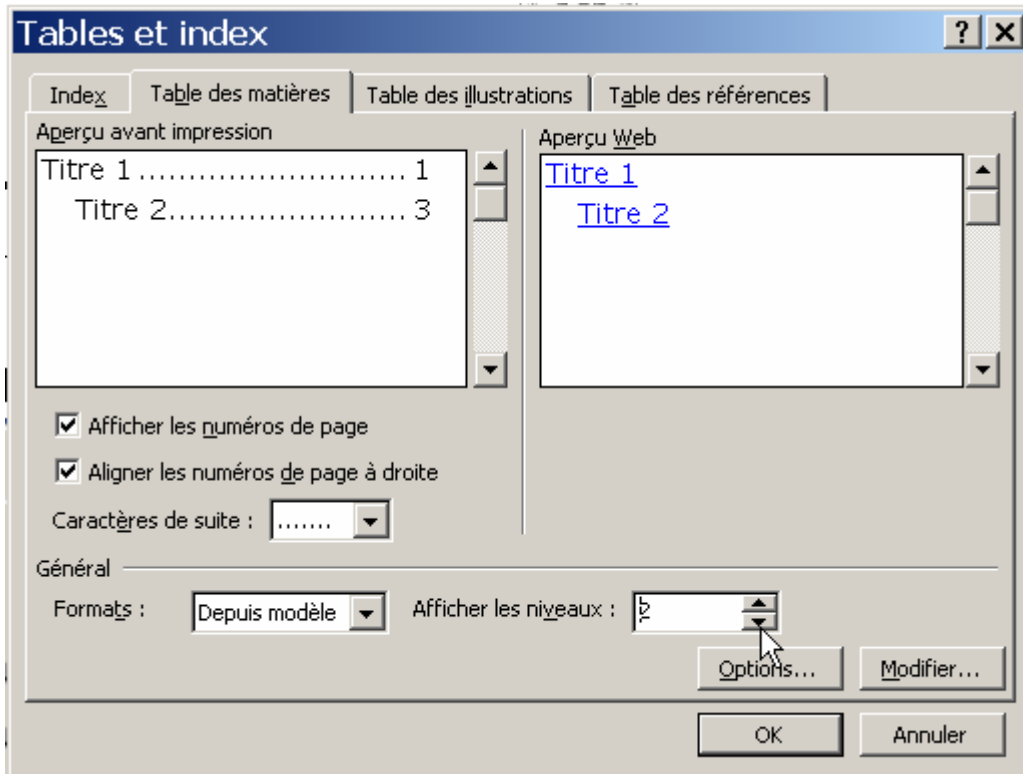 Tables et index
Index Table des matières Table des illustrations Table des références
Aperçu avant impression
Titre 1 .......................... 1
Titre 2....................... 3
Aperçu Web
Titre 1
Titre 2
Afficher les numéros de page
Aligner les numéros de page à droite
Caractères de suite : .......
Général
Formats : Depuis modèle Afficher les niveaux :
Options... Modifier...
OK Annuler